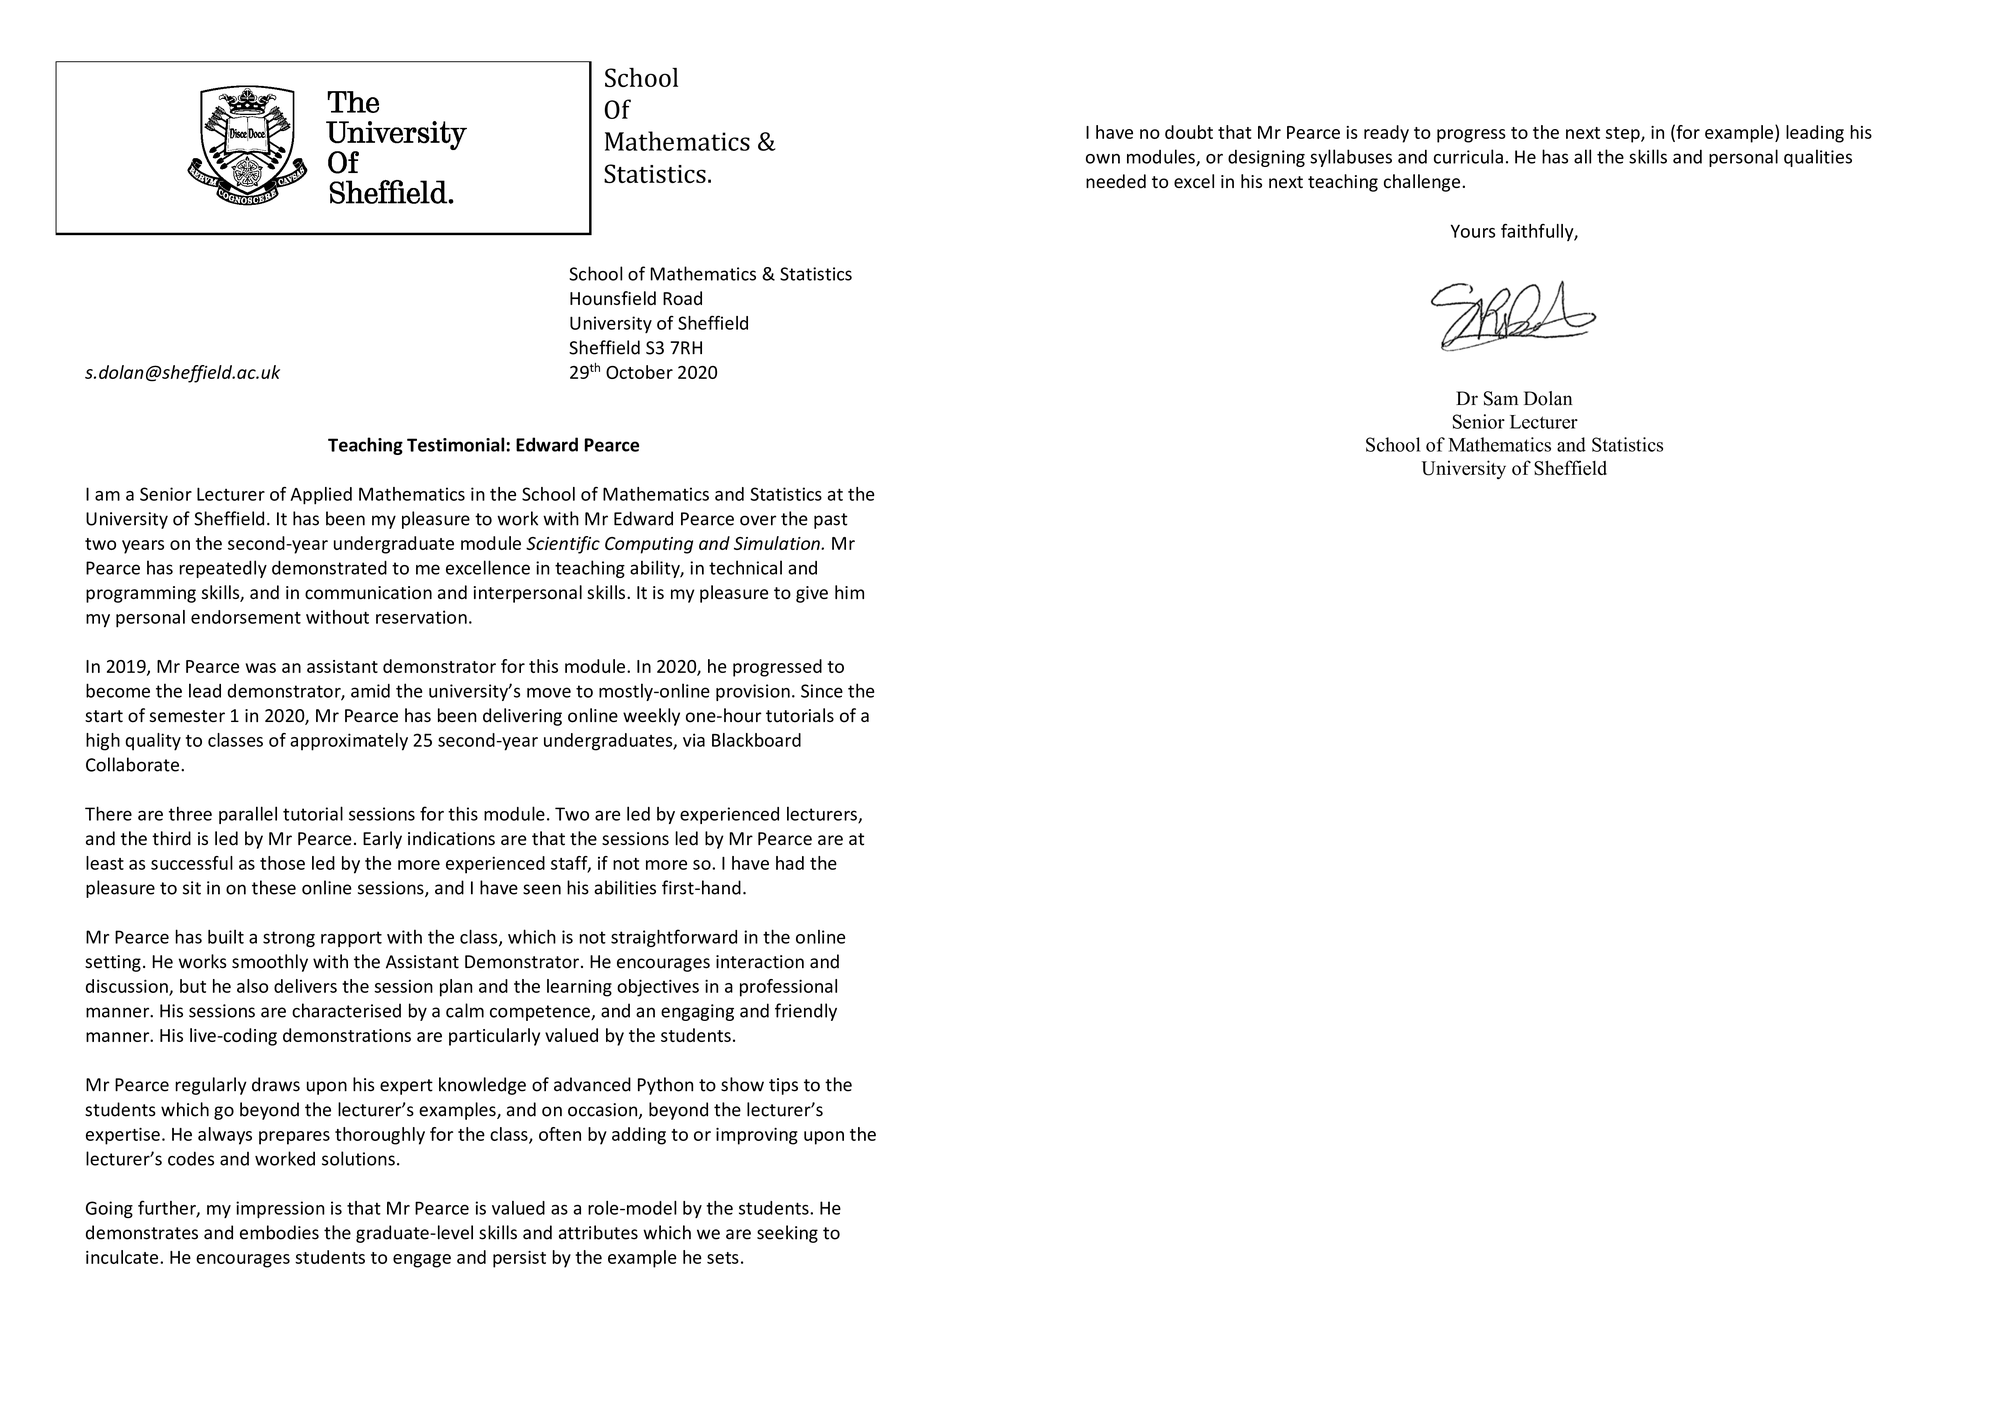 Disce Doce
RERVM
COGNOSCERE
CAVSAS
The
University
Of
Sheffield.
School
Of
Mathematics &
Statistics.
School of Mathematics & Statistics
Hounsfield Road
University of Sheffield
Sheffield S3 7RH
s.dolan@sheffield.ac.uk
29th October 2020
Teaching Testimonial: Edward Pearce
I am a Senior Lecturer of Applied Mathematics in the School of Mathematics and Statistics at the
University of Sheffield. It has been my pleasure to work with Mr Edward Pearce over the past
two years on the second-year undergraduate module Scientific Computing and Simulation. Mr
Pearce has repeatedly demonstrated to me excellence in teaching ability, in technical and
programming skills, and in communication and interpersonal skills. It is my pleasure to give him
my personal endorsement without reservation.
In 2019, Mr Pearce was an assistant demonstrator for this module. In 2020, he progressed to
become the lead demonstrator, amid the university’s move to mostly-online provision. Since the
start of semester 1 in 2020, Mr Pearce has been delivering online weekly one-hour tutorials of a
high quality to classes of approximately 25 second-year undergraduates, via Blackboard
Collaborate.
There are three parallel tutorial sessions for this module. Two are led by experienced lecturers,
and the third is led by Mr Pearce. Early indications are that the sessions led by Mr Pearce are at
least as successful as those led by the more experienced staff, if not more so. I have had the
pleasure to sit in on these online sessions, and I have seen his abilities first-hand.
Mr Pearce has built a strong rapport with the class, which is not straightforward in the online
setting. He works smoothly with the Assistant Demonstrator. He encourages interaction and
discussion, but he also delivers the session plan and the learning objectives in a professional
manner. His sessions are characterised by a calm competence, and an engaging and friendly
manner. His live-coding demonstrations are particularly valued by the students.
Mr Pearce regularly draws upon his expert knowledge of advanced Python to show tips to the
students which go beyond the lecturer’s examples, and on occasion, beyond the lecturer’s
expertise. He always prepares thoroughly for the class, often by adding to or improving upon the
lecturer’s codes and worked solutions.
Going further, my impression is that Mr Pearce is valued as a role-model by the students. He
demonstrates and embodies the graduate-level skills and attributes which we are seeking to
inculcate. He encourages students to engage and persist by the example he sets.
I have no doubt that Mr Pearce is ready to progress to the next step, in (for example) leading his
own modules, or designing syllabuses and curricula. He has all the skills and personal qualities
needed to excel in his next teaching challenge.
Yours faithfully,
Dr Sam Dolan
Senior Lecturer
School of Mathematics and Statistics
University of Sheffield